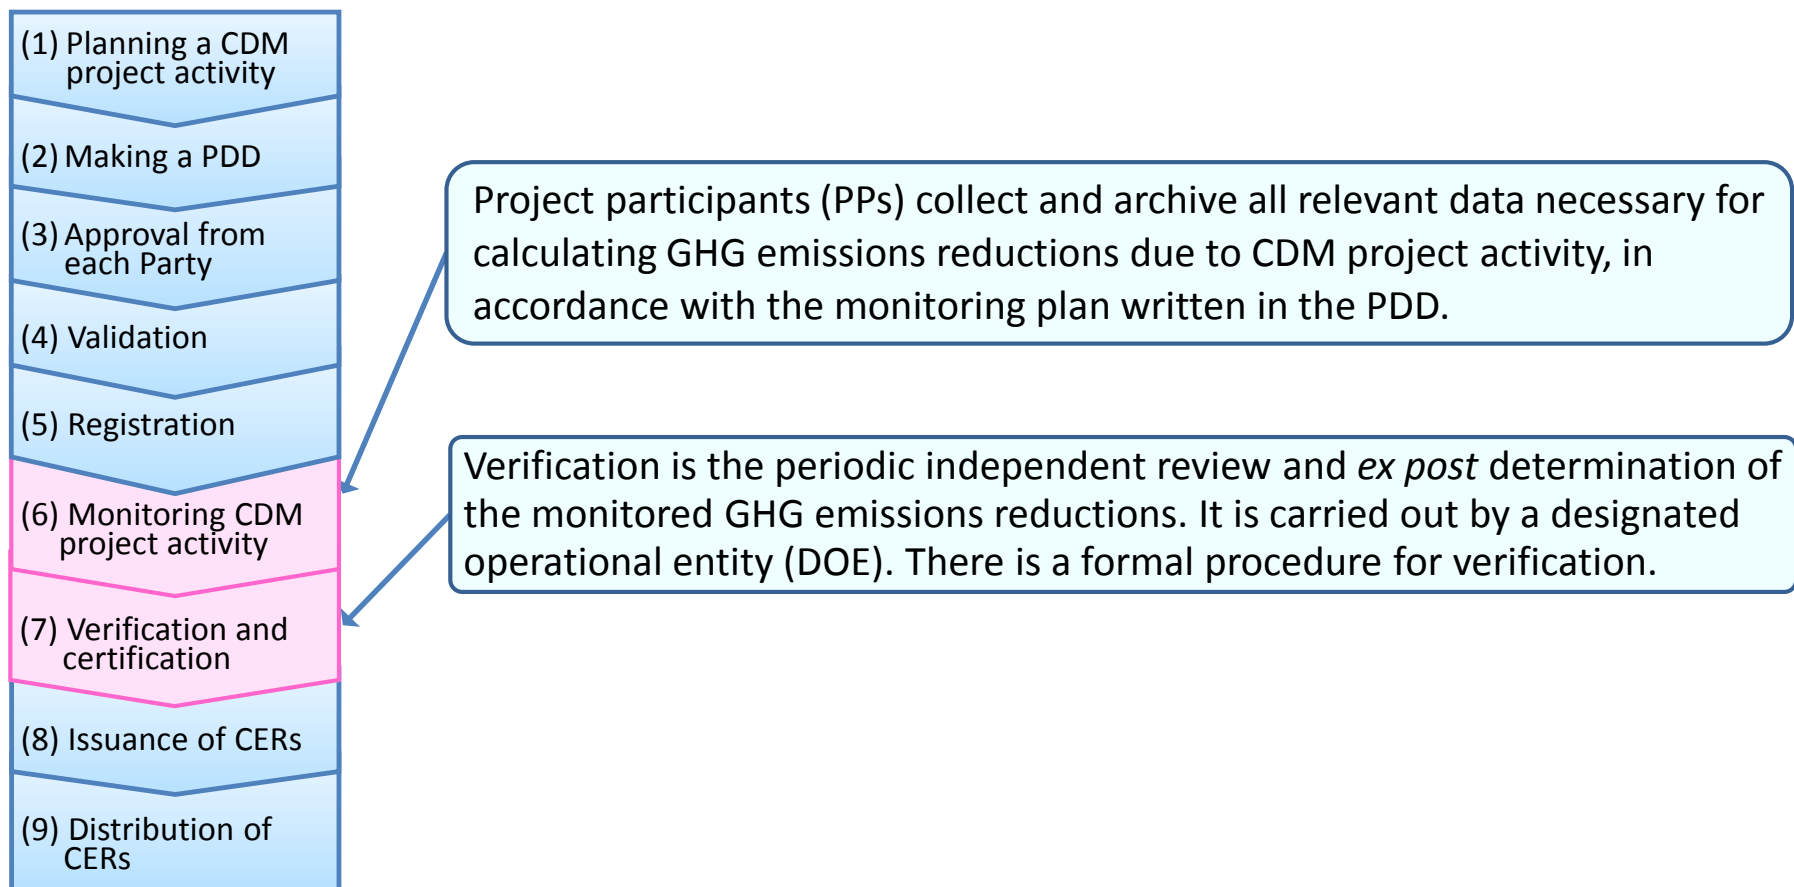 (1) Planning a CDM
project activity
(2) Making a PDD
(3) Approval from
each Party
(4) Validation
(5) Registration
(6) Monitoring CDM
project activity
(7) Verification and
certification
(8) Issuance of CERs
(9) Distribution of
CERs
Project participants (PPs) collect and archive all relevant data necessary for
calculating GHG emissions reductions due to CDM project activity, in
accordance with the monitoring plan written in the PDD.
Verification is the periodic independent review and ex post determination of
the monitored GHG emissions reductions. It is carried out by a designated
operational entity (DOE). There is a formal procedure for verification.